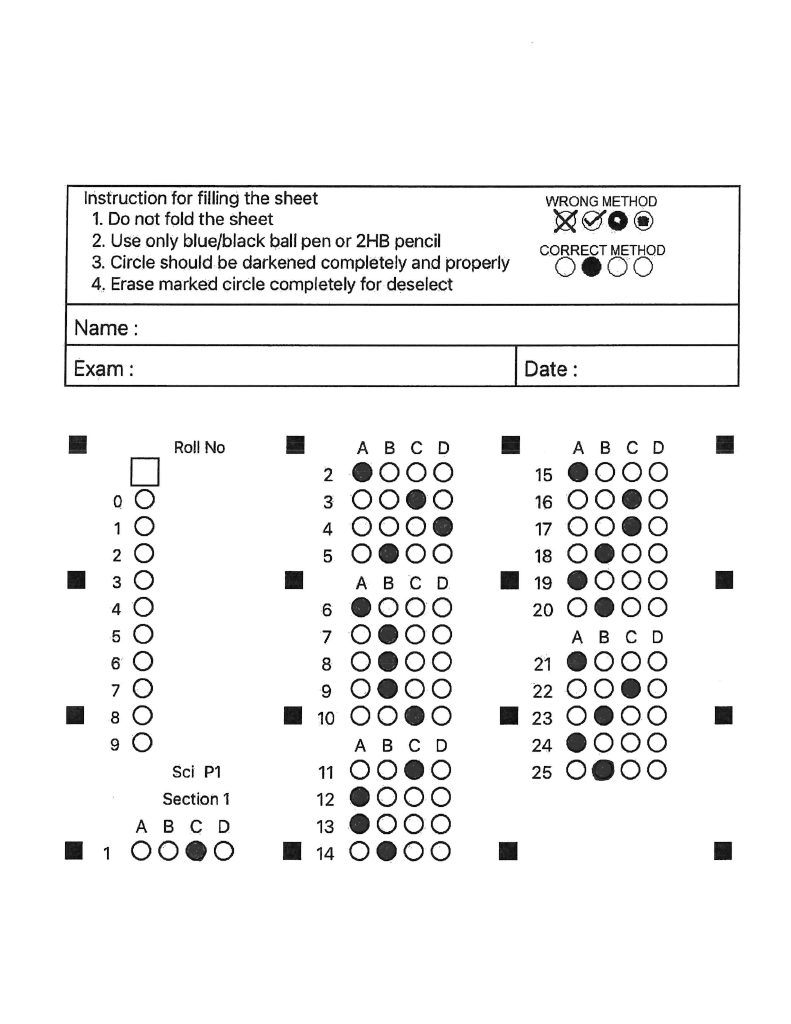 Instruction for filling the sheet
1. Do not fold the sheet
2. Use only blue/black ball pen or 2HB pencil
3. Circle should be darkened completely and properly
4. Erase marked circle completely for deselect
WRONG METHOD
CORRECT METHOD
Name :
Exam :
Date :
Roll No
0
1
2
3
4
5
6
7
8
9
Sci P1
Section 1
A B C D
1
A B C D
2
3
4
5
A B C D
6
7
8
9
10
A B C D
11
12
13
14
A B C D
15
16
17
18
19
20
A B C D
21
22
23
24
25